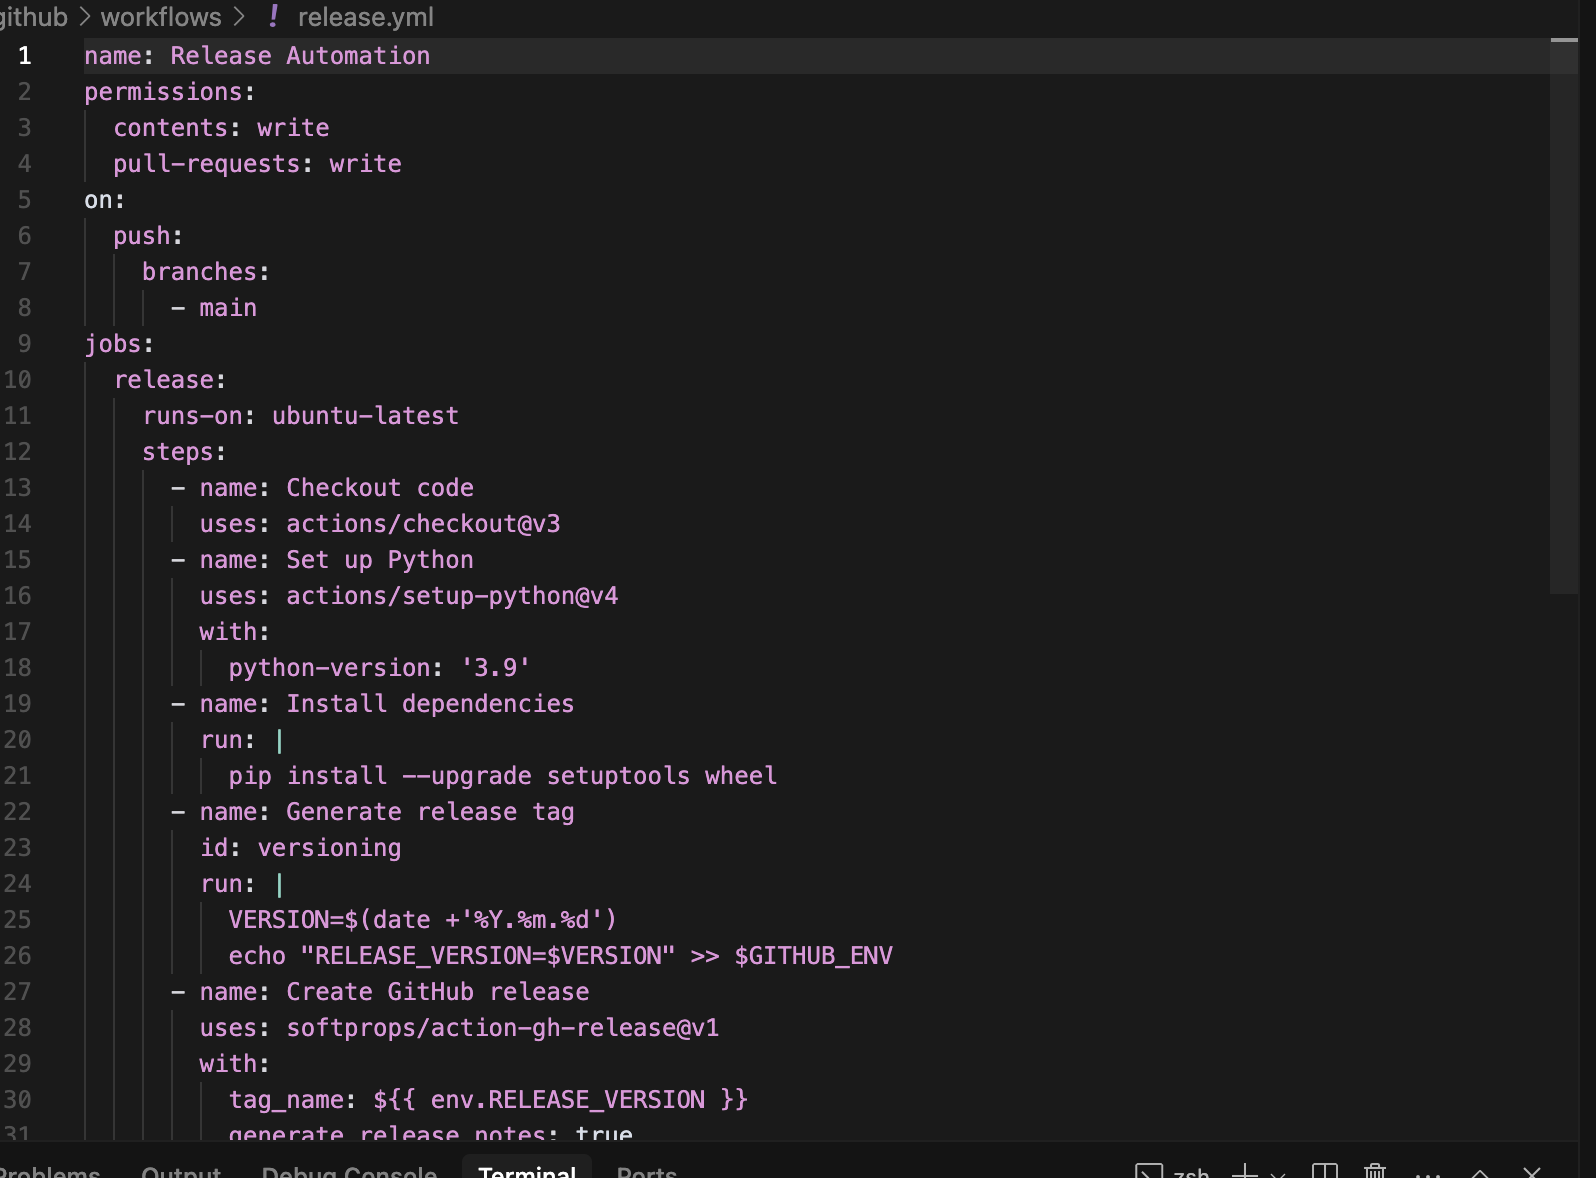 github > workflows > ! release.yml
1 name: Release Automation
2 permissions:
3   contents: write
4   pull-requests: write
5 on:
6   push:
7     branches:
8       - main
9 jobs:
10   release:
11     runs-on: ubuntu-latest
12     steps:
13       - name: Checkout code
14         uses: actions/checkout@v3
15       - name: Set up Python
16         uses: actions/setup-python@v4
17         with:
18           python-version: '3.9'
19       - name: Install dependencies
20         run: |
21           pip install --upgrade setuptools wheel
22       - name: Generate release tag
23         id: versioning
24         run: |
25           VERSION=$(date +'%Y.%m.%d')
26           echo "RELEASE_VERSION=$VERSION" >> $GITHUB_ENV
27       - name: Create GitHub release
28         uses: softprops/action-gh-release@v1
29         with:
30           tag_name: ${{ env.RELEASE_VERSION }}
31           generate_release_notes: true
Problems Output Debug Console Terminal Ports zsh